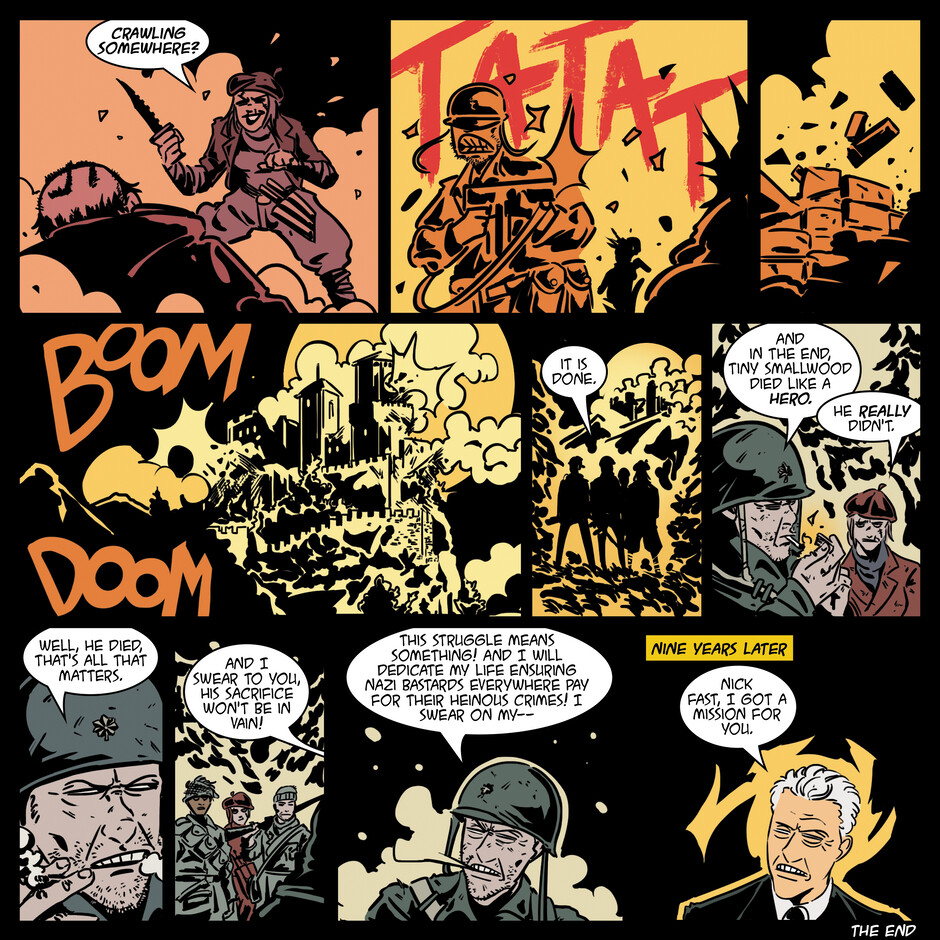 CRAWLING
SOMEWHERE?
TA-TA-T
BOOM
DOOM
IT IS
DONE.
AND
IN THE END,
TINY SMALLWOOD
DIED LIKE A
HERO.
HE REALLY
DIDN'T.
WELL, HE DIED,
THAT'S ALL THAT
MATTERS.
AND I
SWEAR TO YOU,
HIS SACRIFICE
WON'T BE IN
VAIN!
THIS STRUGGLE MEANS
SOMETHING! AND I WILL
DEDICATE MY LIFE ENSURING
NAZI BASTARDS EVERYWHERE PAY
FOR THEIR HEINOUS CRIMES! I
SWEAR ON MY--
NINE YEARS LATER
NICK
FAST, I GOT A
MISSION FOR
YOU.
THE END